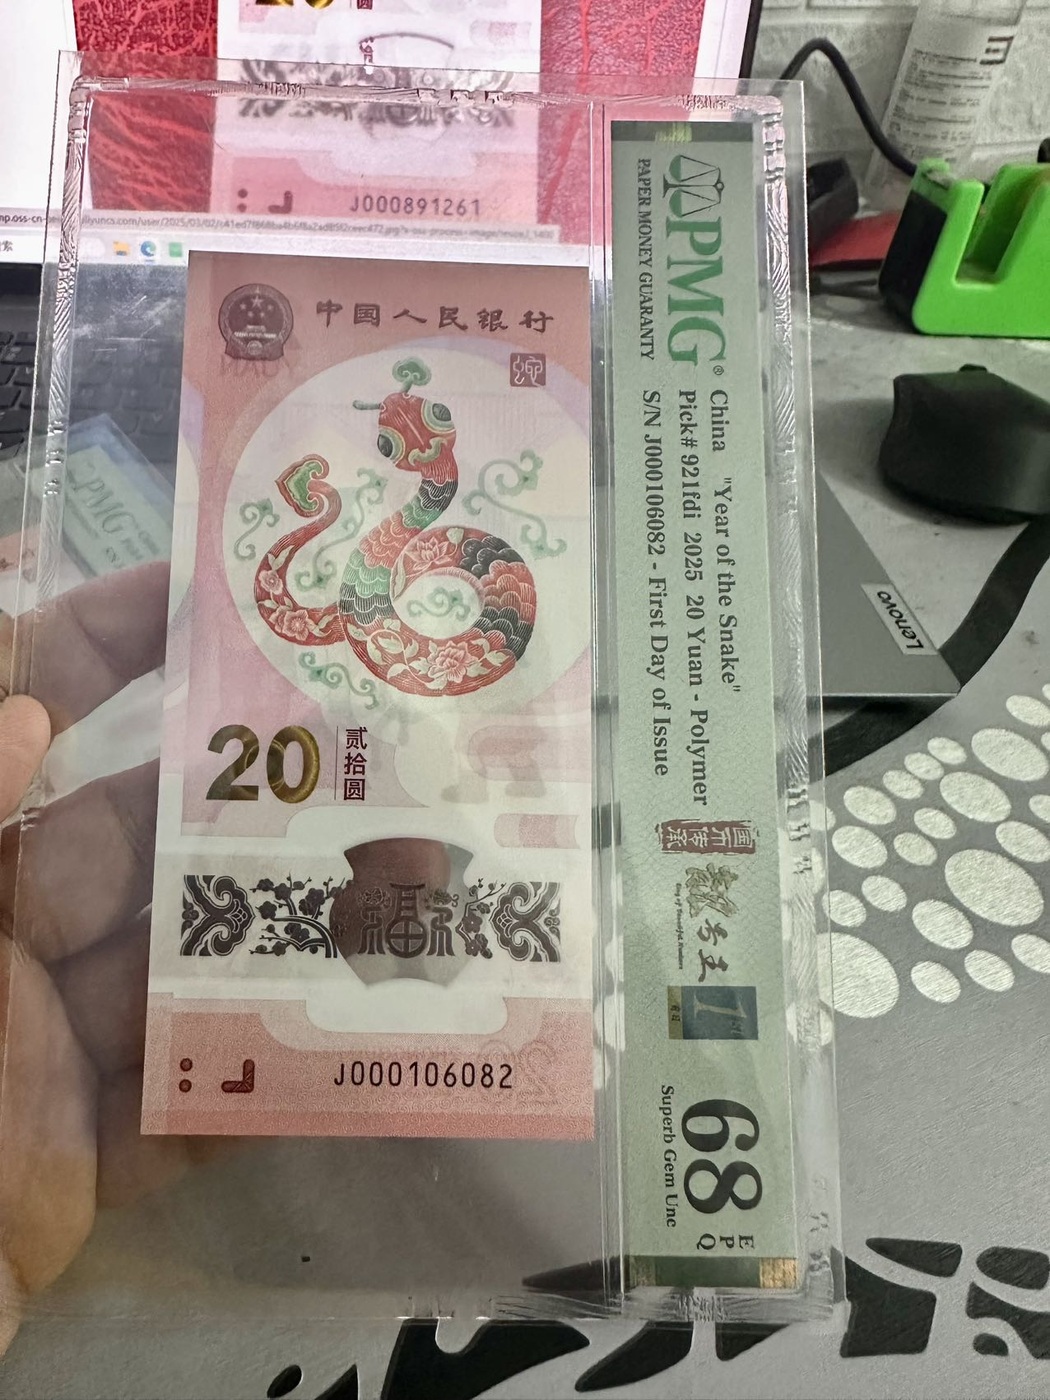 J000891261
中国人民银行
20
贰拾圆
福
J000106082
PMG®
PAPER MONEY GUARANTY
China "Year of the Snake"
Pick# 921fdi 2025 20 Yuan - Polymer
S/N J000106082 - First Day of Issue
68
EPQ
Superb Gem Unc
Lenovo